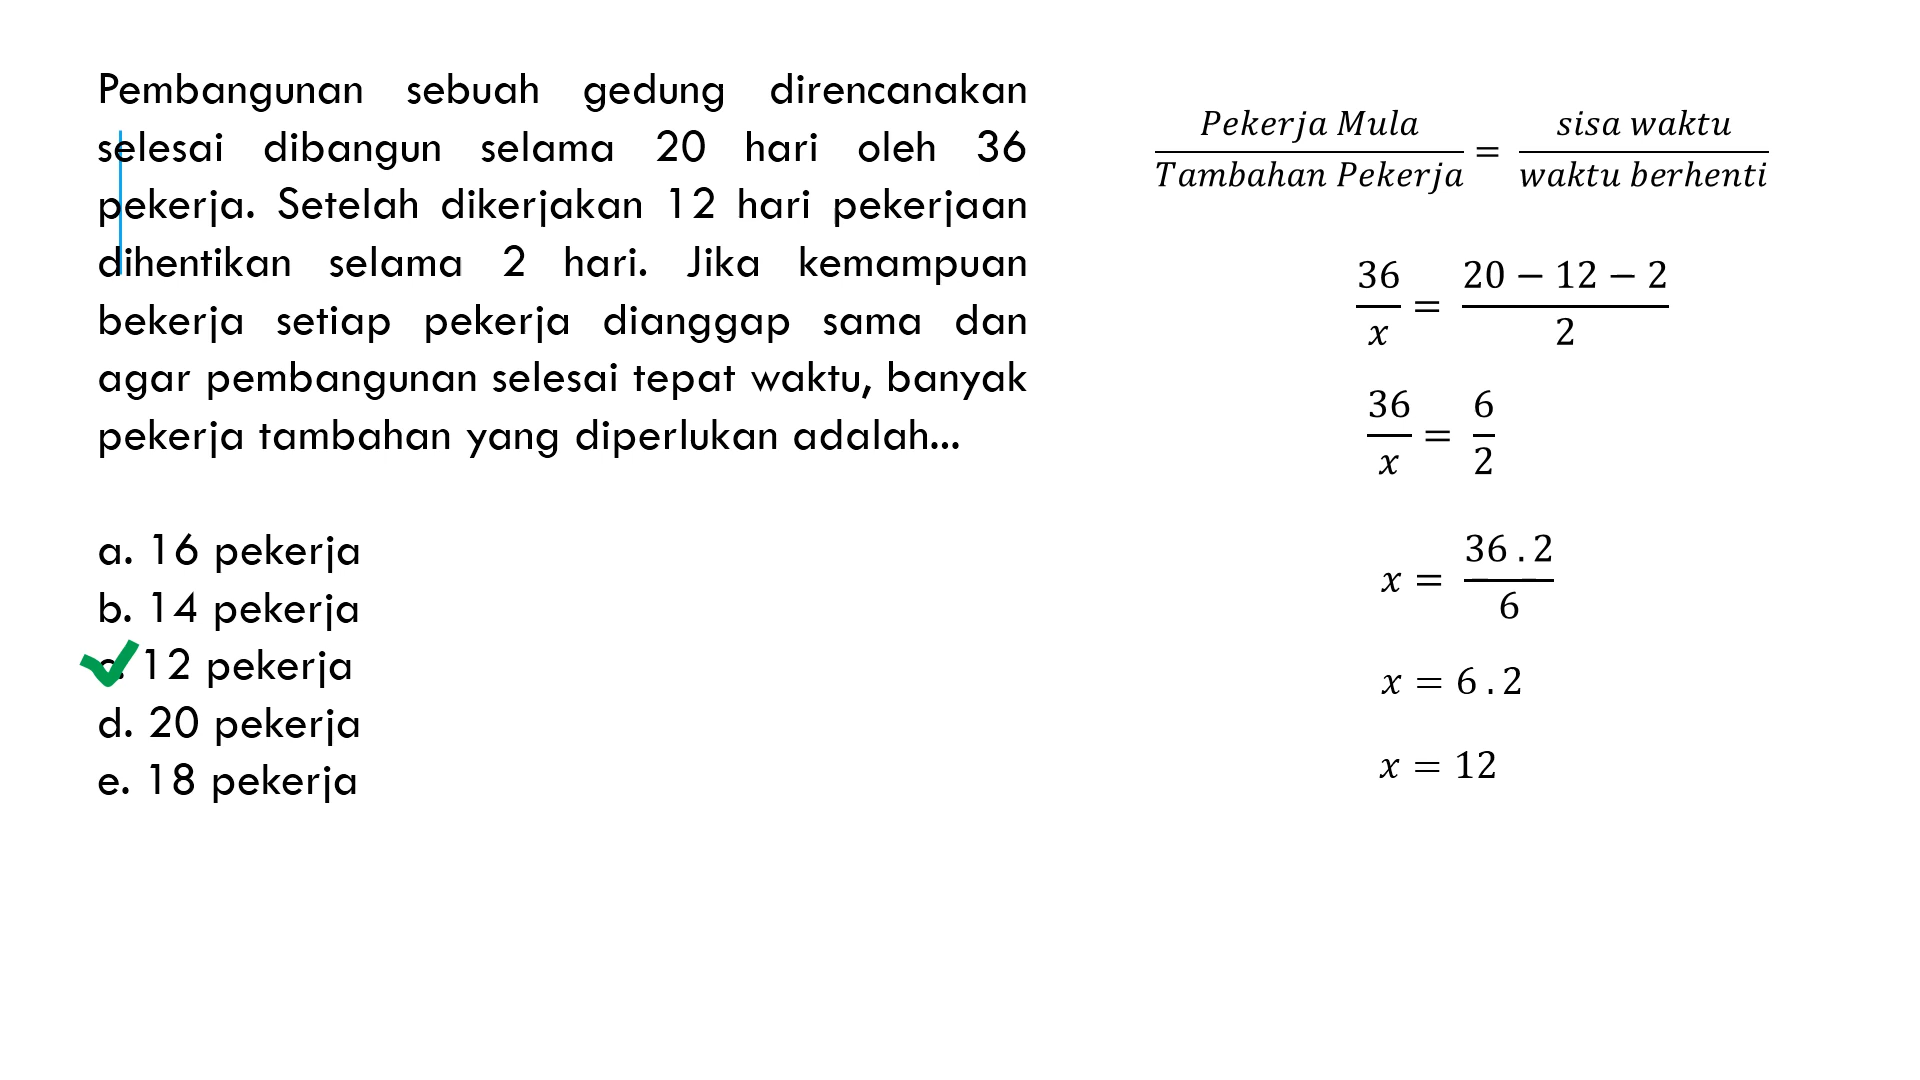 Pembangunan sebuah gedung direncanakan
selesai dibangun selama 20 hari oleh 36
pekerja. Setelah dikerjakan 12 hari pekerjaan
dihentikan selama 2 hari. Jika kemampuan
bekerja setiap pekerja dianggap sama dan
agar pembangunan selesai tepat waktu, banyak
pekerja tambahan yang diperlukan adalah...
a. 16 pekerja
b. 14 pekerja
c. 12 pekerja
d. 20 pekerja
e. 18 pekerja
Pekerja Mula / Tambahan Pekerja = sisa waktu / waktu berhenti
36 / x = 20 − 12 − 2 / 2
36 / x = 6 / 2
x = 36 . 2 / 6
x = 6 . 2
x = 12